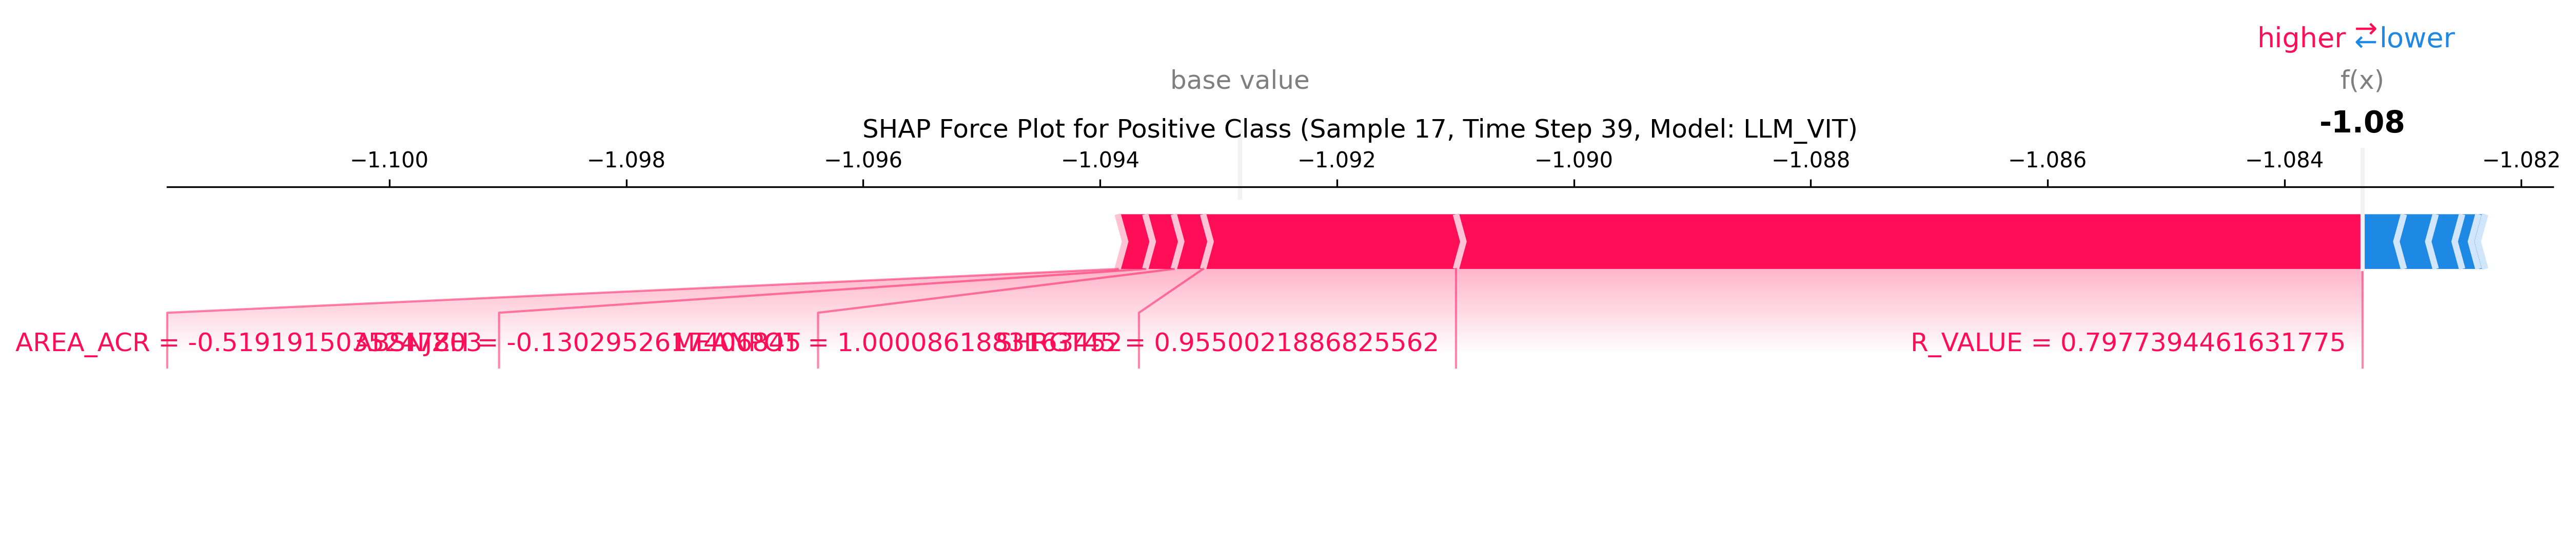 higher ⇄ lower
base value
f(x)
SHAP Force Plot for Positive Class (Sample 17, Time Step 39, Model: LLM_VIT)
-1.08
−1.100 −1.098 −1.096 −1.094 −1.092 −1.090 −1.088 −1.086 −1.084 −1.082
AREA_ACR = = = = 0.9550021886825562 R_VALUE = 0.7977394461631775